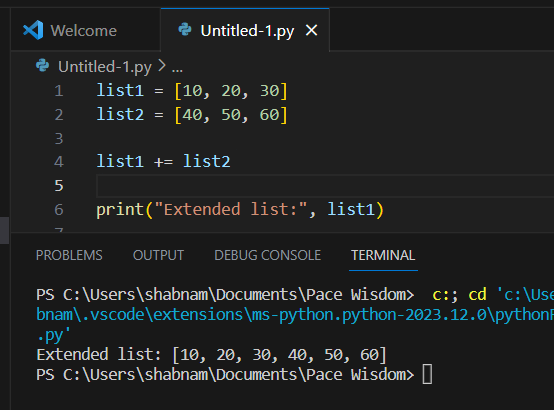 Welcome
Untitled-1.py
Untitled-1.py > ...
1 list1 = [10, 20, 30]
2 list2 = [40, 50, 60]
3
4 list1 += list2
5
6 print("Extended list:", list1)
PROBLEMS OUTPUT DEBUG CONSOLE TERMINAL
PS C:\Users\shabnam\Documents\Pace Wisdom> c:; cd 'c:\Use
bnam\.vscode\extensions\ms-python.python-2023.12.0\pythonF
.py'
Extended list: [10, 20, 30, 40, 50, 60]
PS C:\Users\shabnam\Documents\Pace Wisdom>